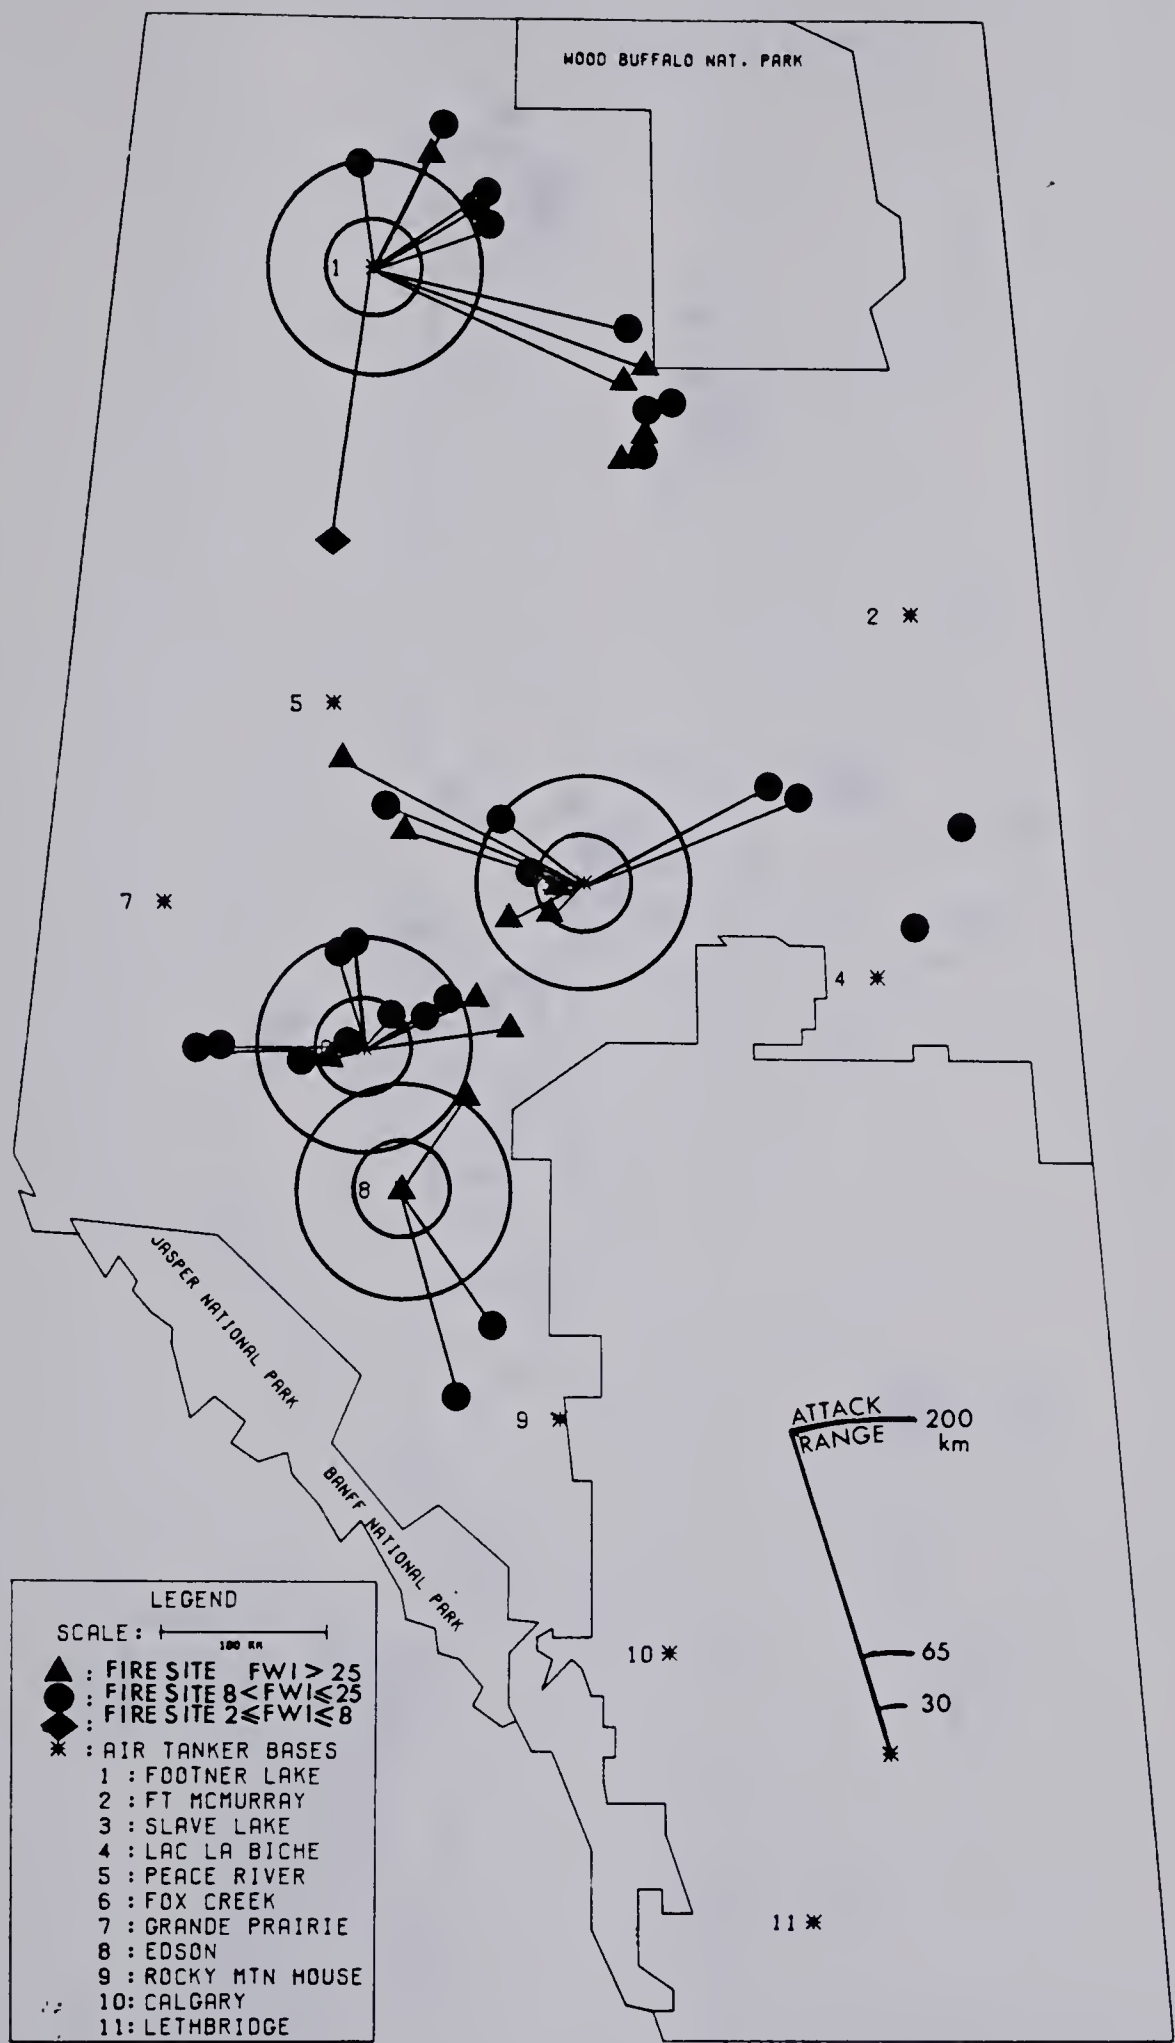 WOOD BUFFALO NAT. PARK
1
2
5
7
4
8
JASPER NATIONAL PARK
9
ATTACK RANGE
200 km
BANFF NATIONAL PARK
65
30
10
11
LEGEND
SCALE:
100 KM
: FIRE SITE FWI > 25
: FIRE SITE 8 < FWI ≤ 25
: FIRE SITE 2 ≤ FWI ≤ 8
: AIR TANKER BASES
1 : FOOTNER LAKE
2 : FT MCMURRAY
3 : SLAVE LAKE
4 : LAC LA BICHE
5 : PEACE RIVER
6 : FOX CREEK
7 : GRANDE PRAIRIE
8 : EDSON
9 : ROCKY MTN HOUSE
10: CALGARY
11: LETHBRIDGE